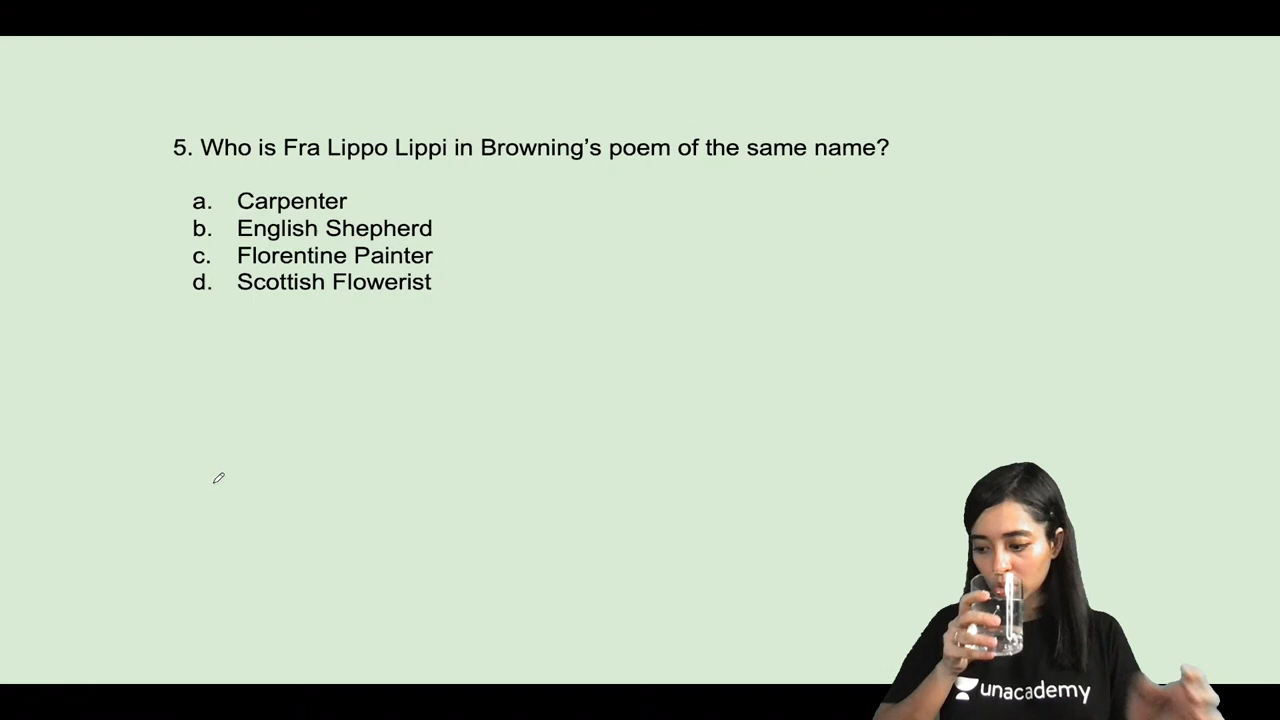 5. Who is Fra Lippo Lippi in Browning’s poem of the same name?
a. Carpenter
b. English Shepherd
c. Florentine Painter
d. Scottish Flowerist
unacademy